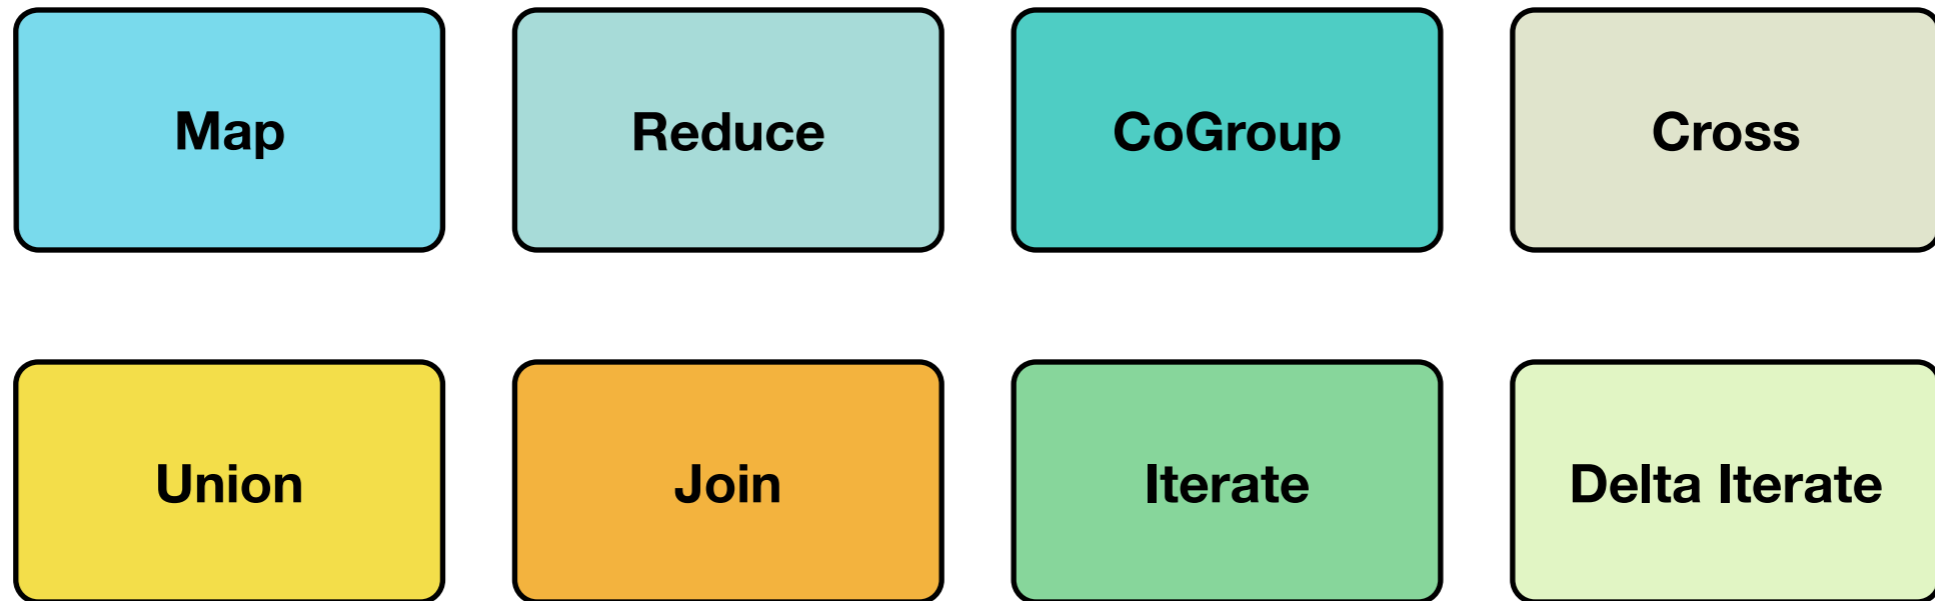 Map
Reduce
CoGroup
Cross
Union
Join
Iterate
Delta Iterate